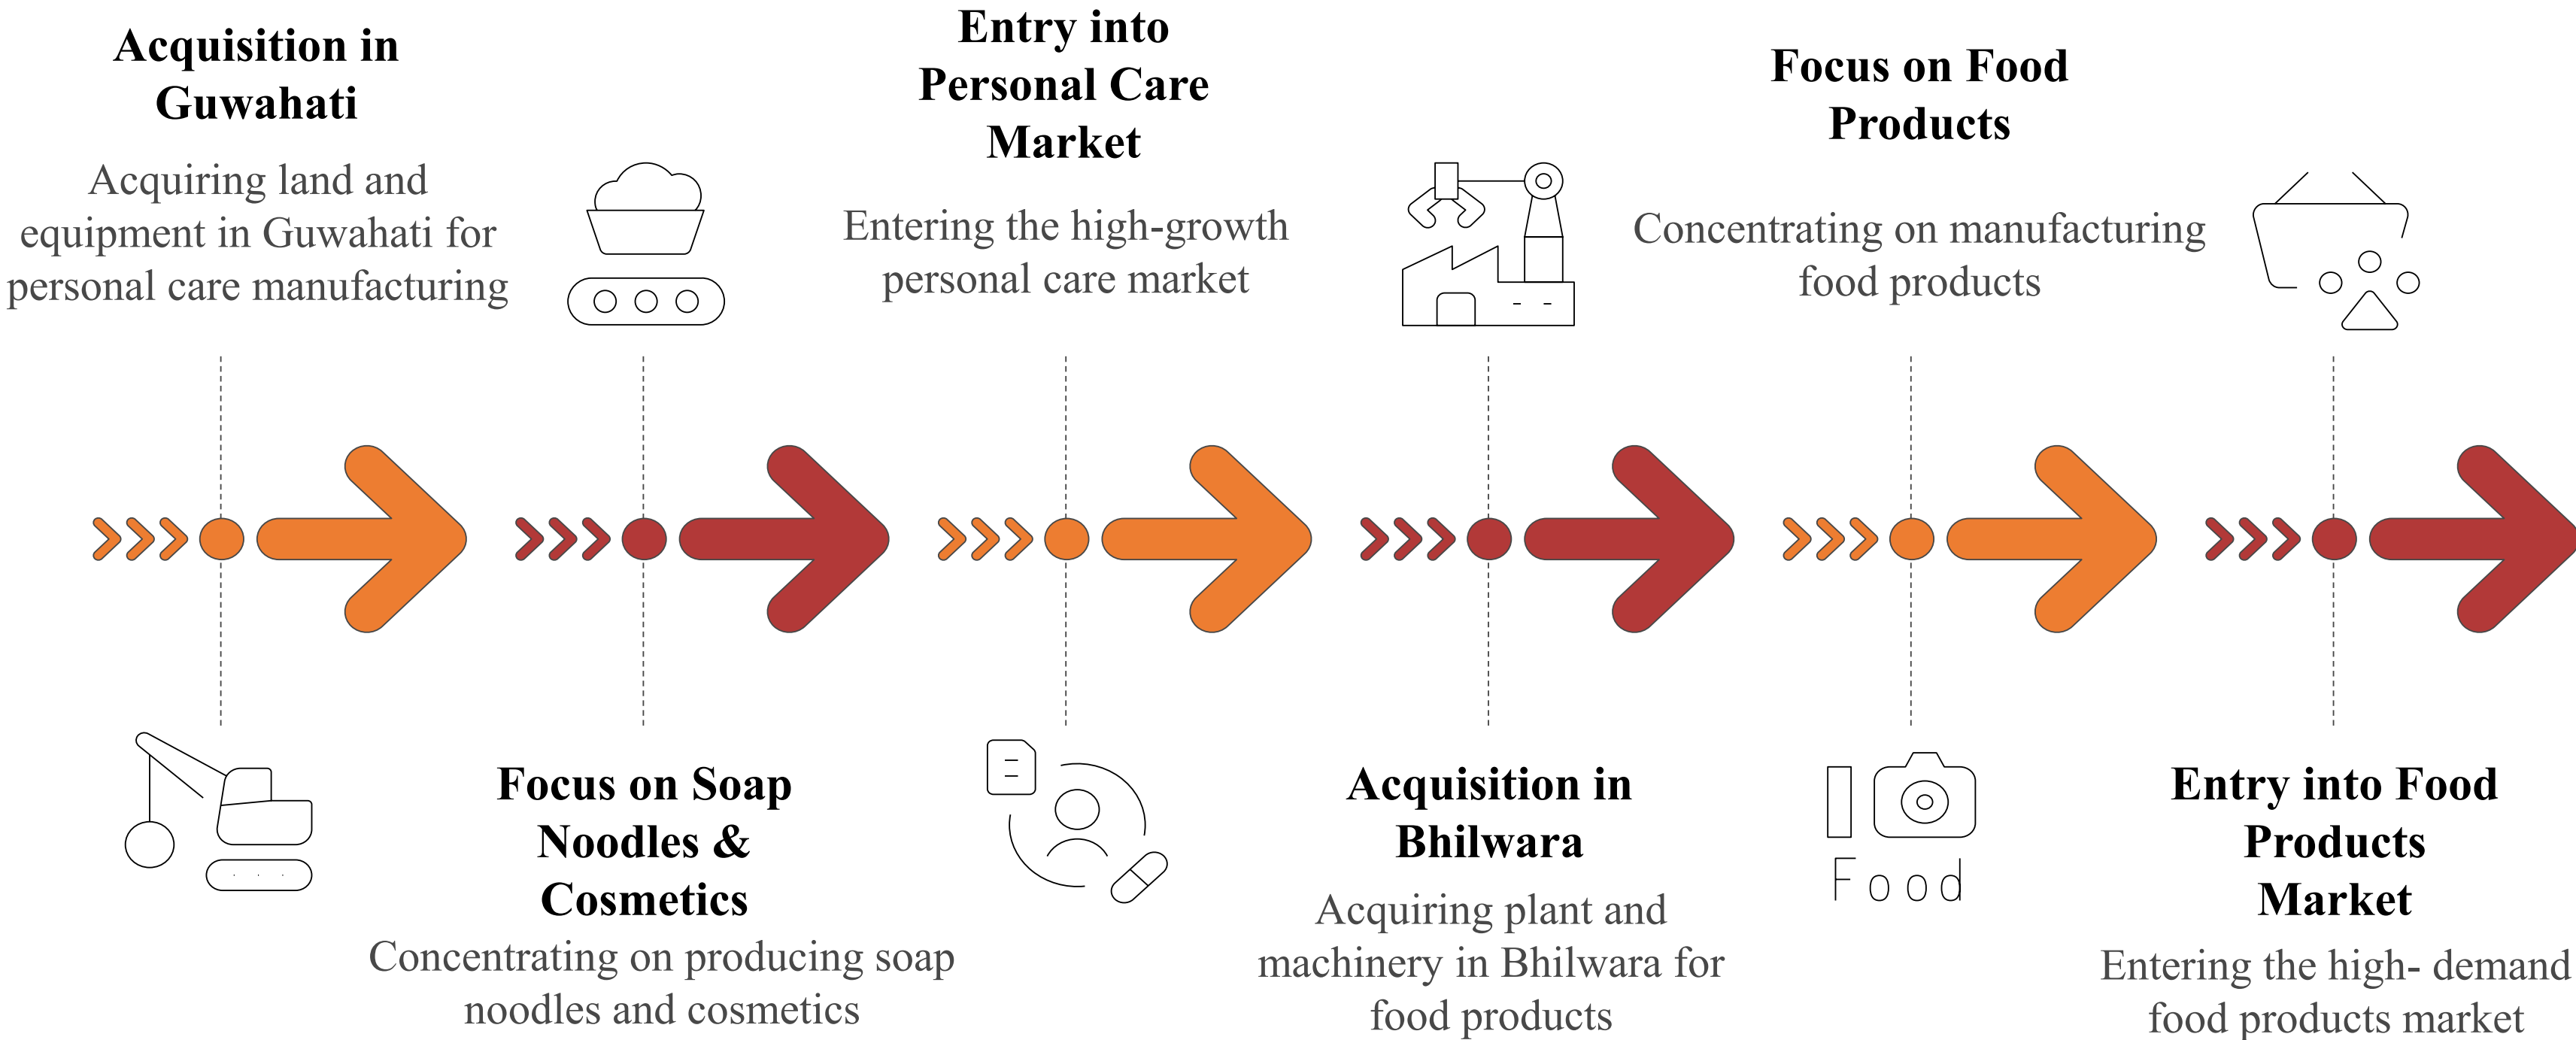 Acquisition in
Guwahati
Acquiring land and
equipment in Guwahati for
personal care manufacturing
Focus on Soap
Noodles &
Cosmetics
Concentrating on producing soap
noodles and cosmetics
Entry into
Personal Care
Market
Entering the high-growth
personal care market
Acquisition in
Bhilwara
Acquiring plant and
machinery in Bhilwara for
food products
Focus on Food
Products
Concentrating on manufacturing
food products
Food
Entry into Food
Products
Market
Entering the high- demand
food products market